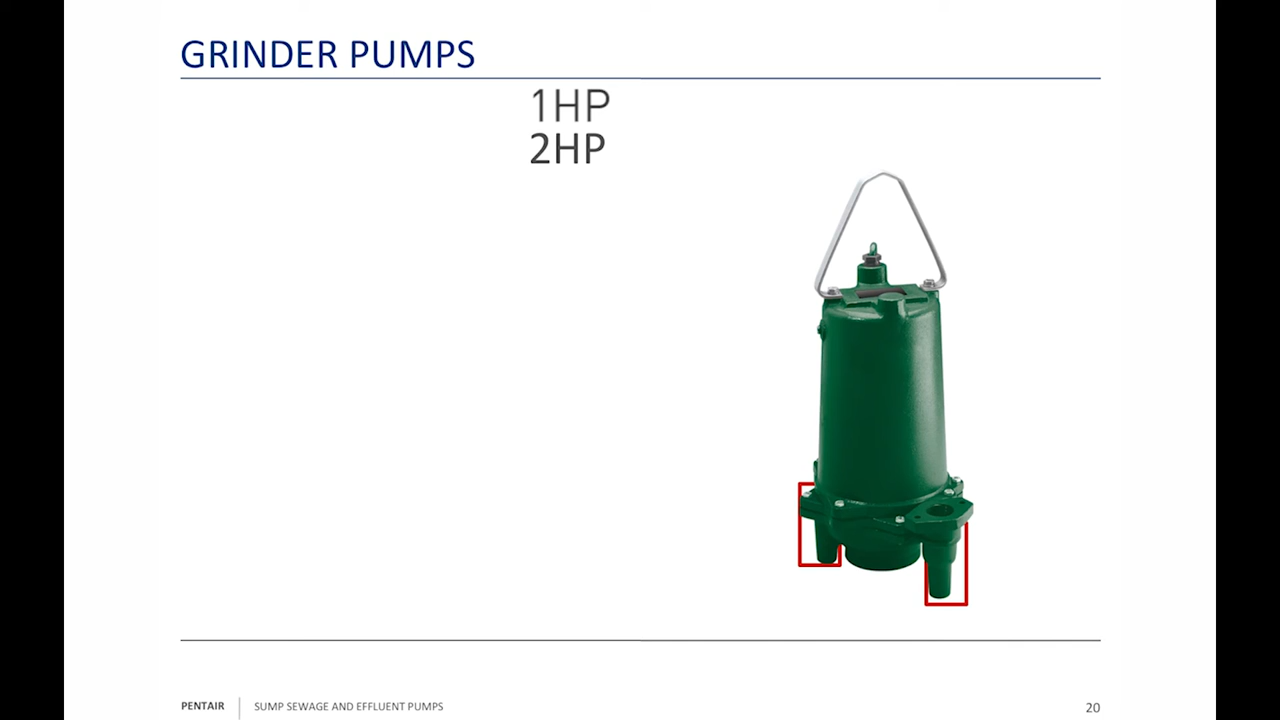 GRINDER PUMPS
1HP
2HP
PENTAIR
SUMP SEWAGE AND EFFLUENT PUMPS
20